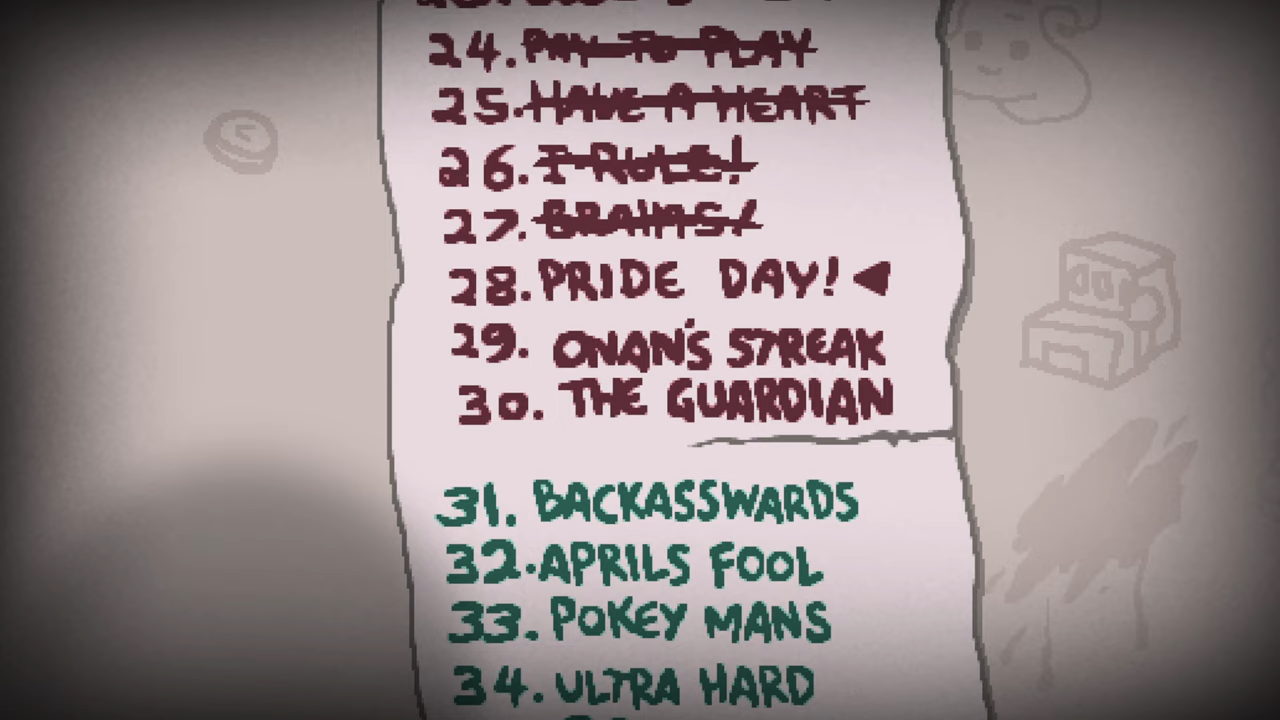 24. PAY TO PLAY
25. HAVE A HEART
26. I RULE!
27. BRAINS!
28. PRIDE DAY!
29. ONAN'S STREAK
30. THE GUARDIAN
31. BACKASSWARDS
32. APRILS FOOL
33. POKEY MANS
34. ULTRA HARD